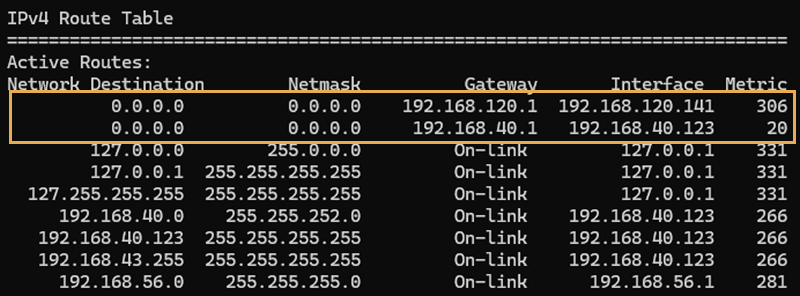 IPv4 Route Table
===========================================================================
Active Routes:
Network Destination        Netmask          Gateway       Interface  Metric
0.0.0.0          0.0.0.0    192.168.120.1  192.168.120.141    306
0.0.0.0          0.0.0.0     192.168.40.1   192.168.40.123     20
127.0.0.0        255.0.0.0         On-link         127.0.0.1    331
127.0.0.1  255.255.255.255         On-link         127.0.0.1    331
127.255.255.255  255.255.255.255         On-link         127.0.0.1    331
192.168.40.0    255.255.252.0         On-link    192.168.40.123    266
192.168.40.123  255.255.255.255         On-link    192.168.40.123    266
192.168.43.255  255.255.255.255         On-link    192.168.40.123    266
192.168.56.0    255.255.255.0         On-link      192.168.56.1    281